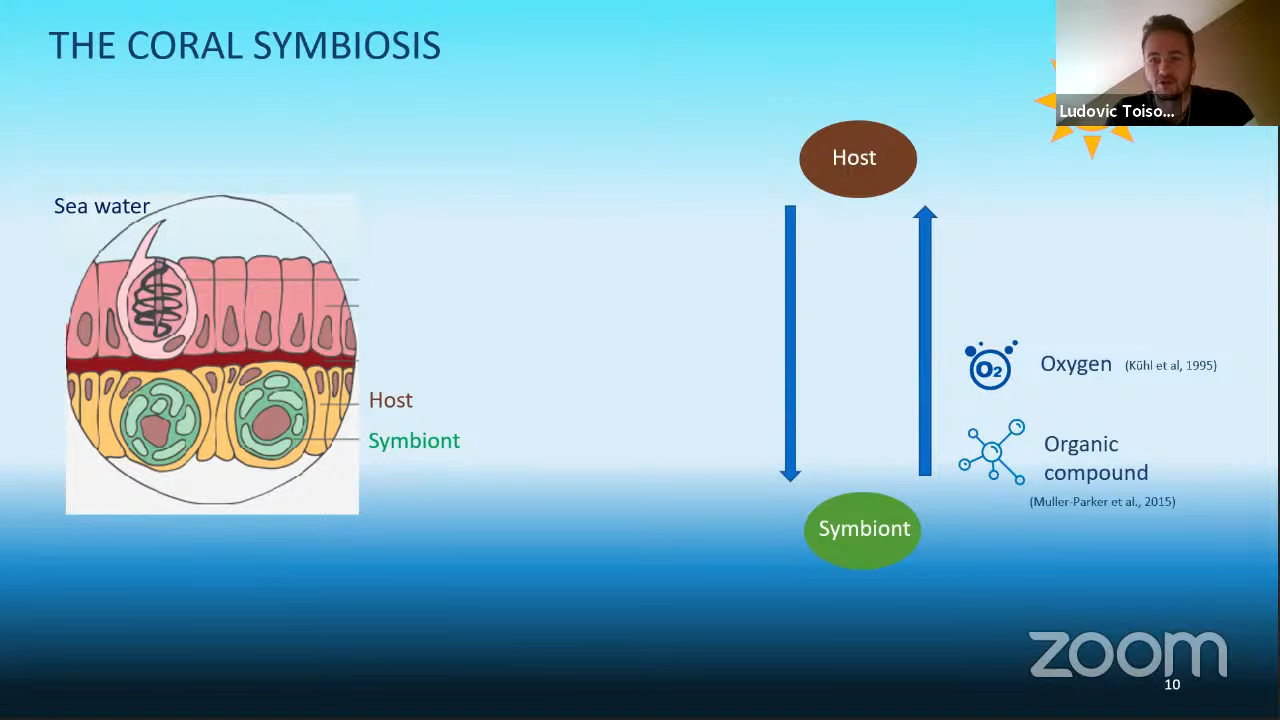 THE CORAL SYMBIOSIS
Ludovic Toiso...
Host
Sea water
Oxygen (Kühl et al, 1995)
O2
Host
Symbiont
Organic
compound
(Muller-Parker et al., 2015)
Symbiont
zoom
10